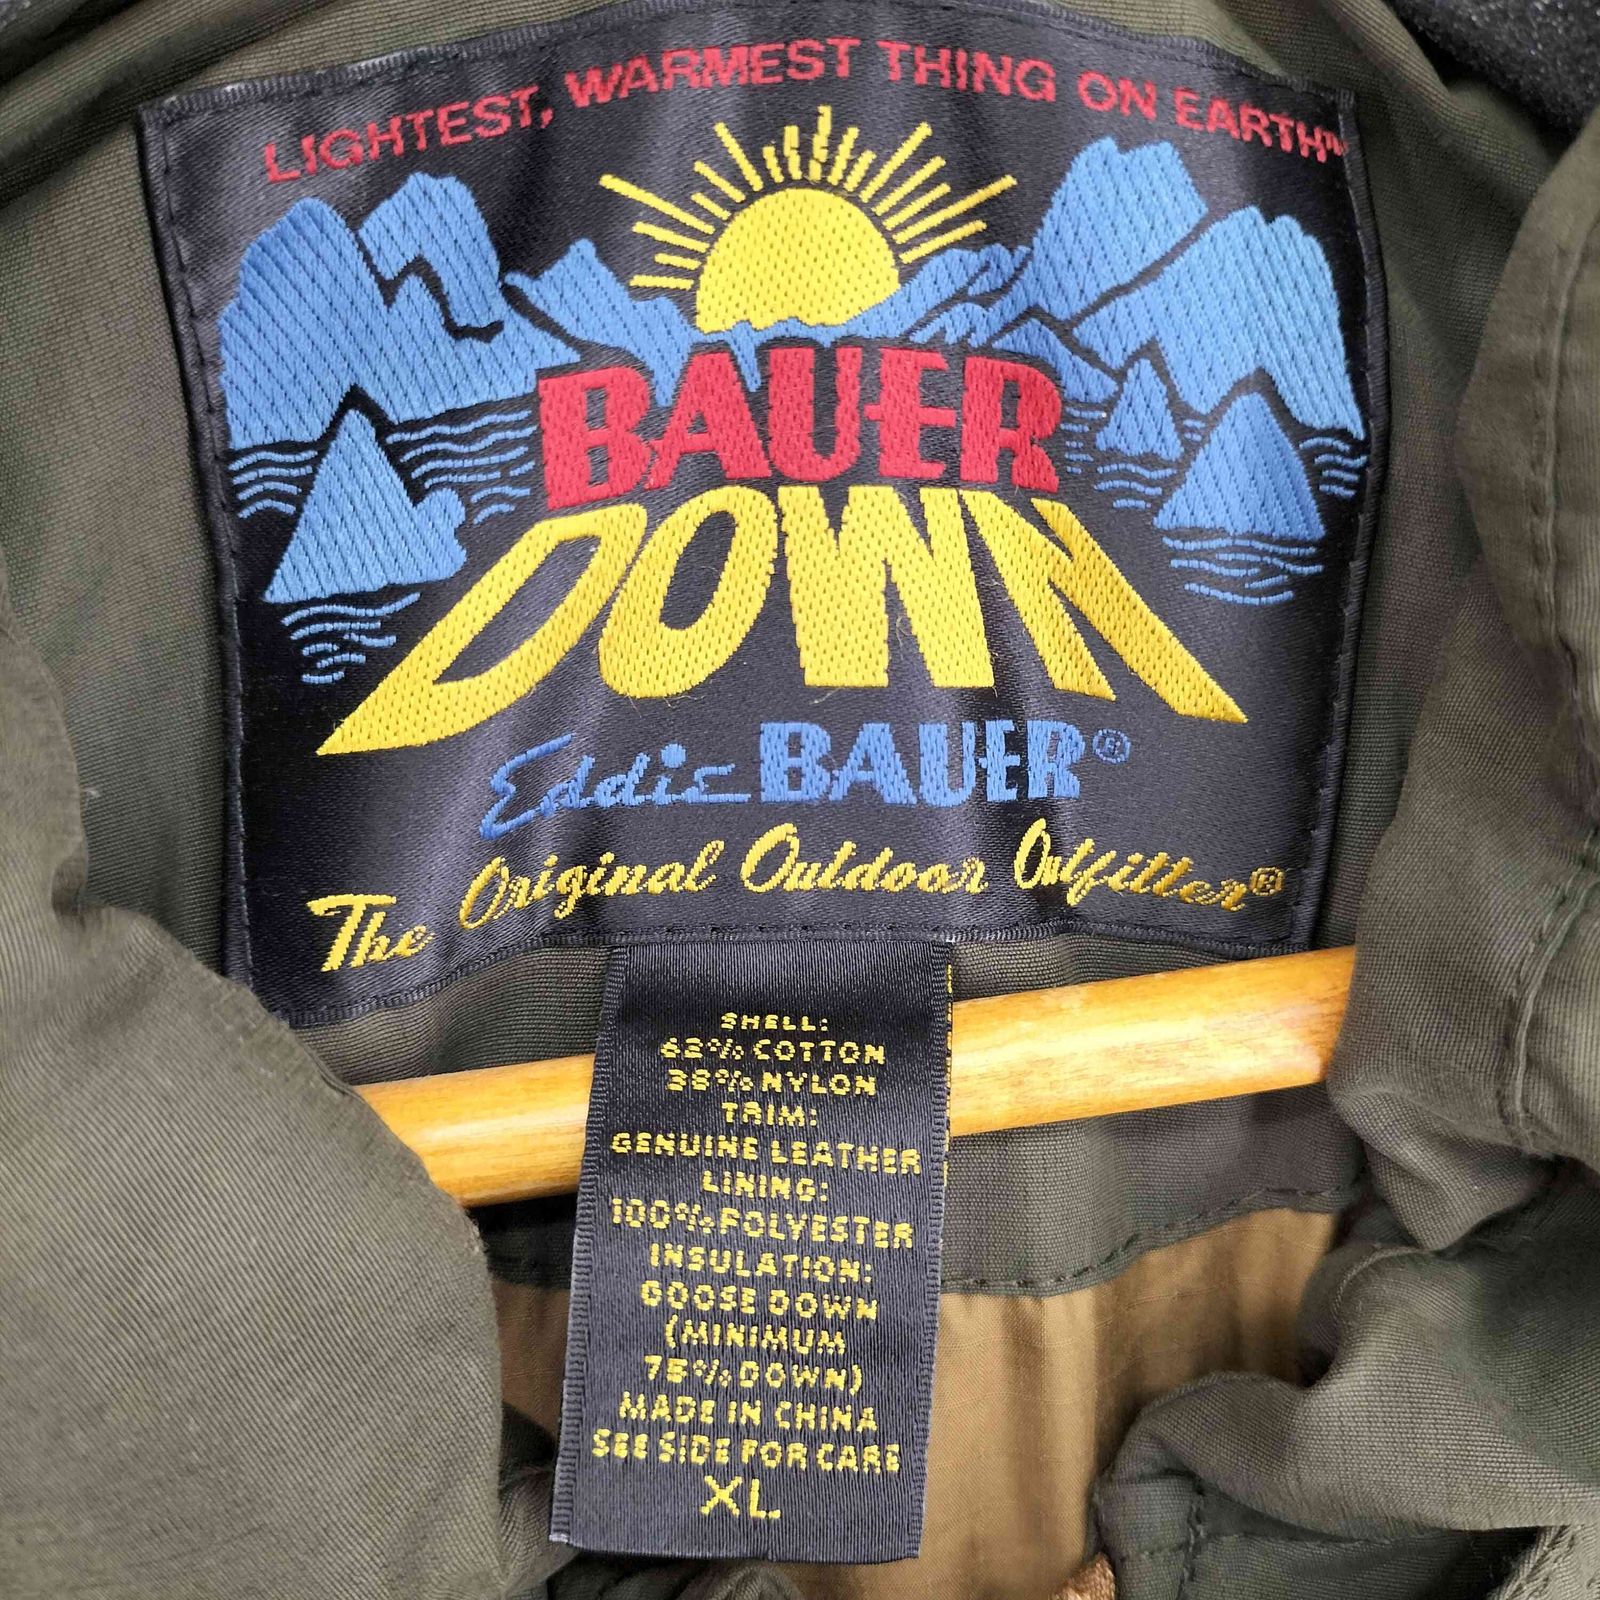 LIGHTEST, WARMEST THING ON EARTH™
BAUER
DOWN
Eddie BAUER®
The Original Outdoor Outfitter®
SHELL:
62% COTTON
38% NYLON
TRIM:
GENUINE LEATHER
LINING:
100% POLYESTER
INSULATION:
GOOSE DOWN
(MINIMUM
75% DOWN)
MADE IN CHINA
SEE SIDE FOR CARE
XL